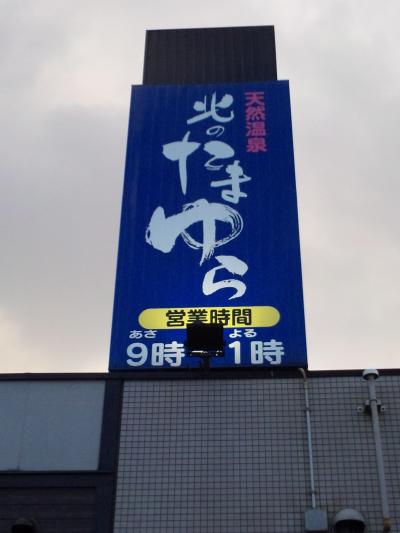 天然温泉
北のたまゆら
営業時間
あさ よる
9時 1時